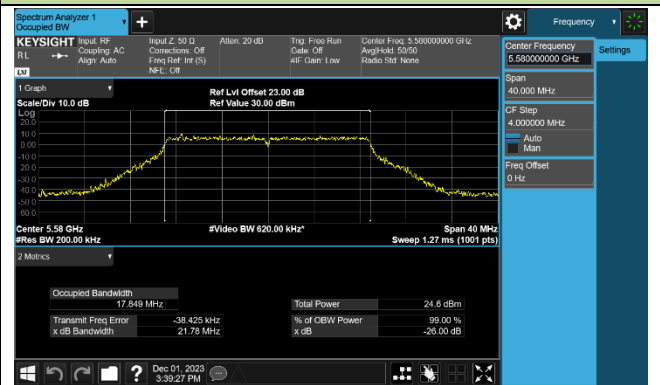 Spectrum Analyzer 1
Occupied BW
Frequency
KEYSIGHT
RL
LXI
Input: RF
Coupling: AC
Align: Auto
Input Z: 50 Ω
Corrections: Off
Freq Ref: Int (S)
NFE: Off
Atten: 20 dB
Trig: Free Run
Gate: Off
#IF Gain: Low
Center Freq: 5.580000000 GHz
Avg|Hold: 50/50
Radio Std: None
Center Frequency
5.580000000 GHz
Settings
Span
40.000 MHz
CF Step
4.000000 MHz
Auto
Man
Freq Offset
0 Hz
1 Graph
Scale/Div 10.0 dB
Ref Lvl Offset 23.00 dB
Ref Value 30.00 dBm
Log
20.0
10.0
0.00
-10.0
-20.0
-30.0
-40.0
-50.0
-60.0
Center 5.58 GHz
#Video BW 620.00 kHz*
Span 40 MHz
#Res BW 200.00 kHz
Sweep 1.27 ms (1001 pts)
2 Metrics
Occupied Bandwidth
17.849 MHz
Total Power 24.6 dBm
Transmit Freq Error -38.425 kHz
% of OBW Power 99.00 %
x dB Bandwidth 21.78 MHz
x dB -26.00 dB
?
Dec 01, 2023
3:39:27 PM